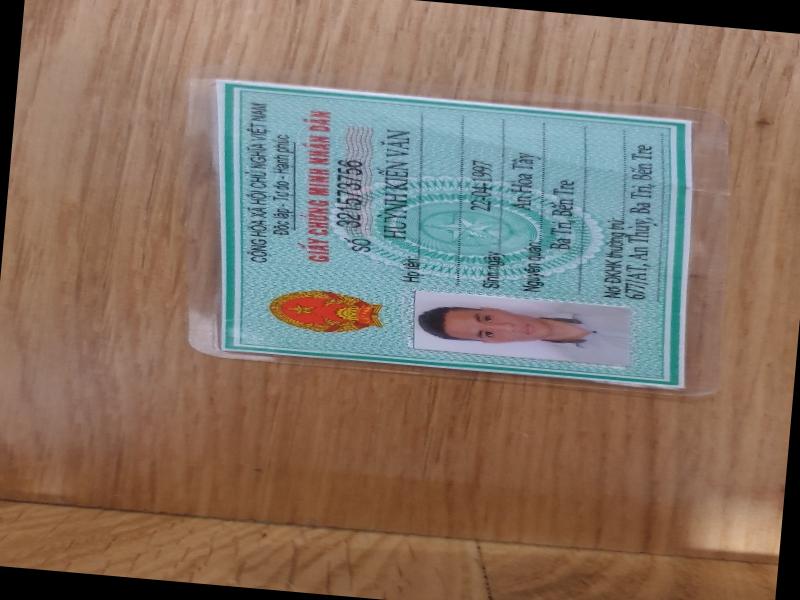 CỘNG HÒA XÃ HỘI CHỦ NGHĨA VIỆT NAM
Độc lập - Tự do - Hạnh phúc
GIẤY CHỨNG MINH NHÂN DÂN
SỐ 321573756
Họ tên: HUỲNH KIẾN VĂN
Sinh ngày: 22-04-1997
Nguyên quán: An Hòa Tây
Ba Tri, Bến Tre
Nơi ĐKHK thường trú:
677/AT, An Thủy, Ba Tri, Bến Tre